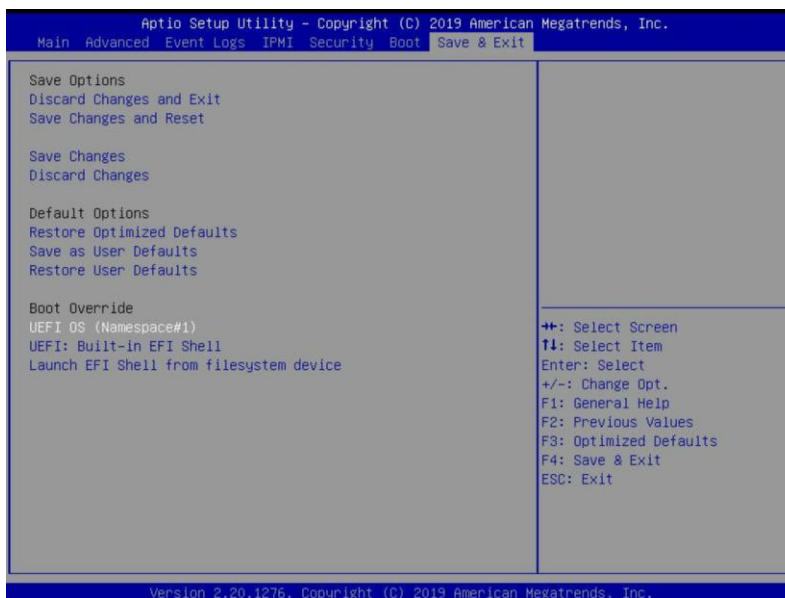 Aptio Setup Utility – Copyright (C) 2019 American Megatrends, Inc.
Main Advanced Event Logs IPMI Security Boot Save & Exit
Save Options
Discard Changes and Exit
Save Changes and Reset
Save Changes
Discard Changes
Default Options
Restore Optimized Defaults
Save as User Defaults
Restore User Defaults
Boot Override
UEFI OS (Namespace#1)
UEFI: Built-in EFI Shell
Launch EFI Shell from filesystem device
→←: Select Screen
↑↓: Select Item
Enter: Select
+/-: Change Opt.
F1: General Help
F2: Previous Values
F3: Optimized Defaults
F4: Save & Exit
ESC: Exit
Version 2.20.1276. Copyright (C) 2019 American Megatrends, Inc.